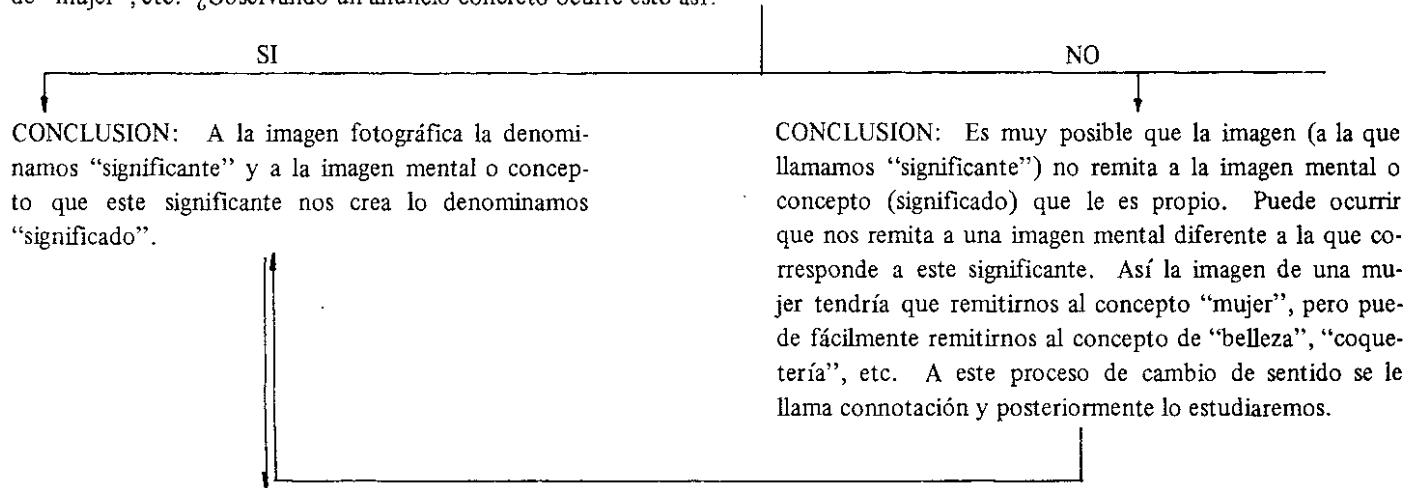 de "mujer", etc. ¿Observando un anuncio concreto ocurre esto así?
SI
NO
CONCLUSION: A la imagen fotográfica la denomi-
namos "significante" y a la imagen mental o concep-
to que este significante nos crea lo denominamos
"significado".
CONCLUSION: Es muy posible que la imagen (a la que
llamamos "significante") no remita a la imagen mental o
concepto (significado) que le es propio. Puede ocurrir
que nos remita a una imagen mental diferente a la que co-
rresponde a este significante. Así la imagen de una mu-
jer tendría que remitirnos al concepto "mujer", pero pue-
de fácilmente remitirnos al concepto de "belleza", "coque-
tería", etc. A este proceso de cambio de sentido se le
llama connotación y posteriormente lo estudiaremos.